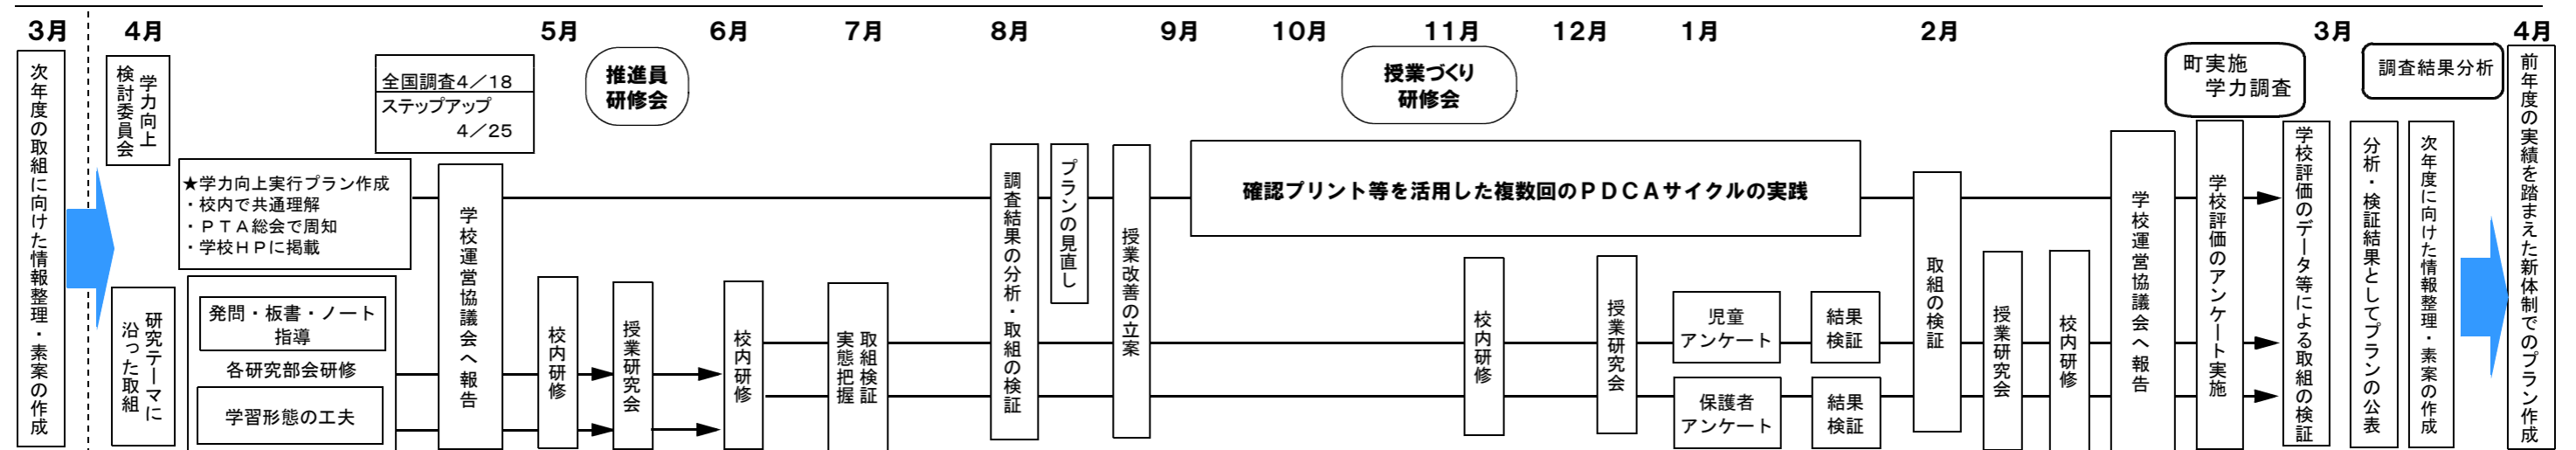 3月
4月
5月
6月
7月
8月
9月
10月
11月
12月
1月
2月
3月
4月
次年度の取組に向けた情報整理・素案の作成
学力向上
検討委員会
研究テーマに
沿った取組
全国調査4／18
ステップアップ
4／25
★学力向上実行プラン作成
・校内で共通理解
・ＰＴＡ総会で周知
・学校ＨＰに掲載
発問・板書・ノート
指導
各研究部会研修
学習形態の工夫
学校運営協議会へ報告
校内研修
推進員
研修会
授業研究会
校内研修
取組検証
実態把握
調査結果の分析・取組の検証
プランの見直し
授業改善の立案
授業づくり
研修会
確認プリント等を活用した複数回のＰＤＣＡサイクルの実践
校内研修
授業研究会
児童
アンケート
結果
検証
保護者
アンケート
結果
検証
取組の検証
授業研究会
校内研修
学校運営協議会へ報告
町実施
学力調査
学校評価のアンケート実施
学校評価のデータ等による取組の検証
調査結果分析
分析・検証結果としてプランの公表
次年度に向けた情報整理・素案の作成
前年度の実績を踏まえた新体制でのプラン作成